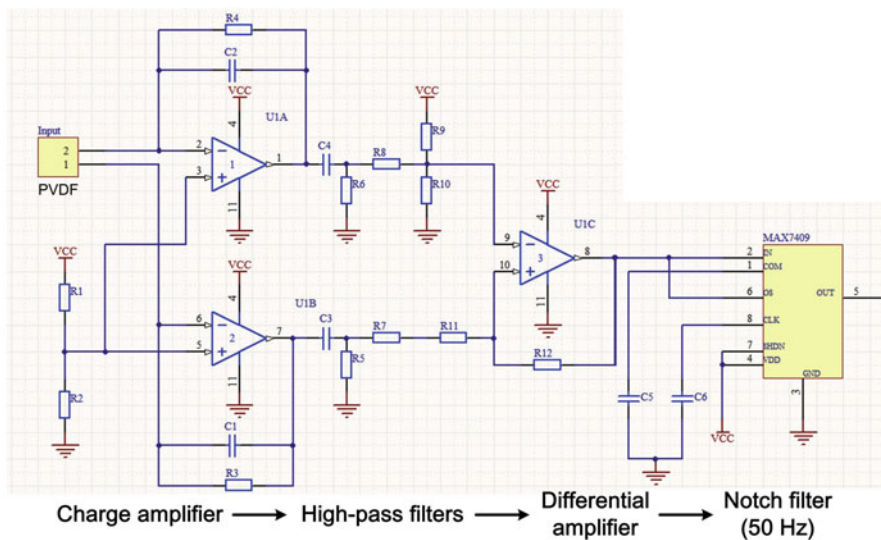 R4
C2
VCC
VCC
Input
U1A
4
R9
2
2
1
1
C4
R8
1
3
PVDF
R6
R10
11
VCC
4
U1C
MAX7409
VCC
9
8
2
IN
VCC
3
1
COM
4
10
R1
U1B
6
OS
OUT
5
11
6
7
C3
R7
R11
8
CLK
2
5
7
SHDN
R5
R12
4
VDD
R2
11
GND
C5
C6
3
C1
VCC
R3
Charge amplifier
High-pass filters
Differential
amplifier
Notch filter
(50 Hz)